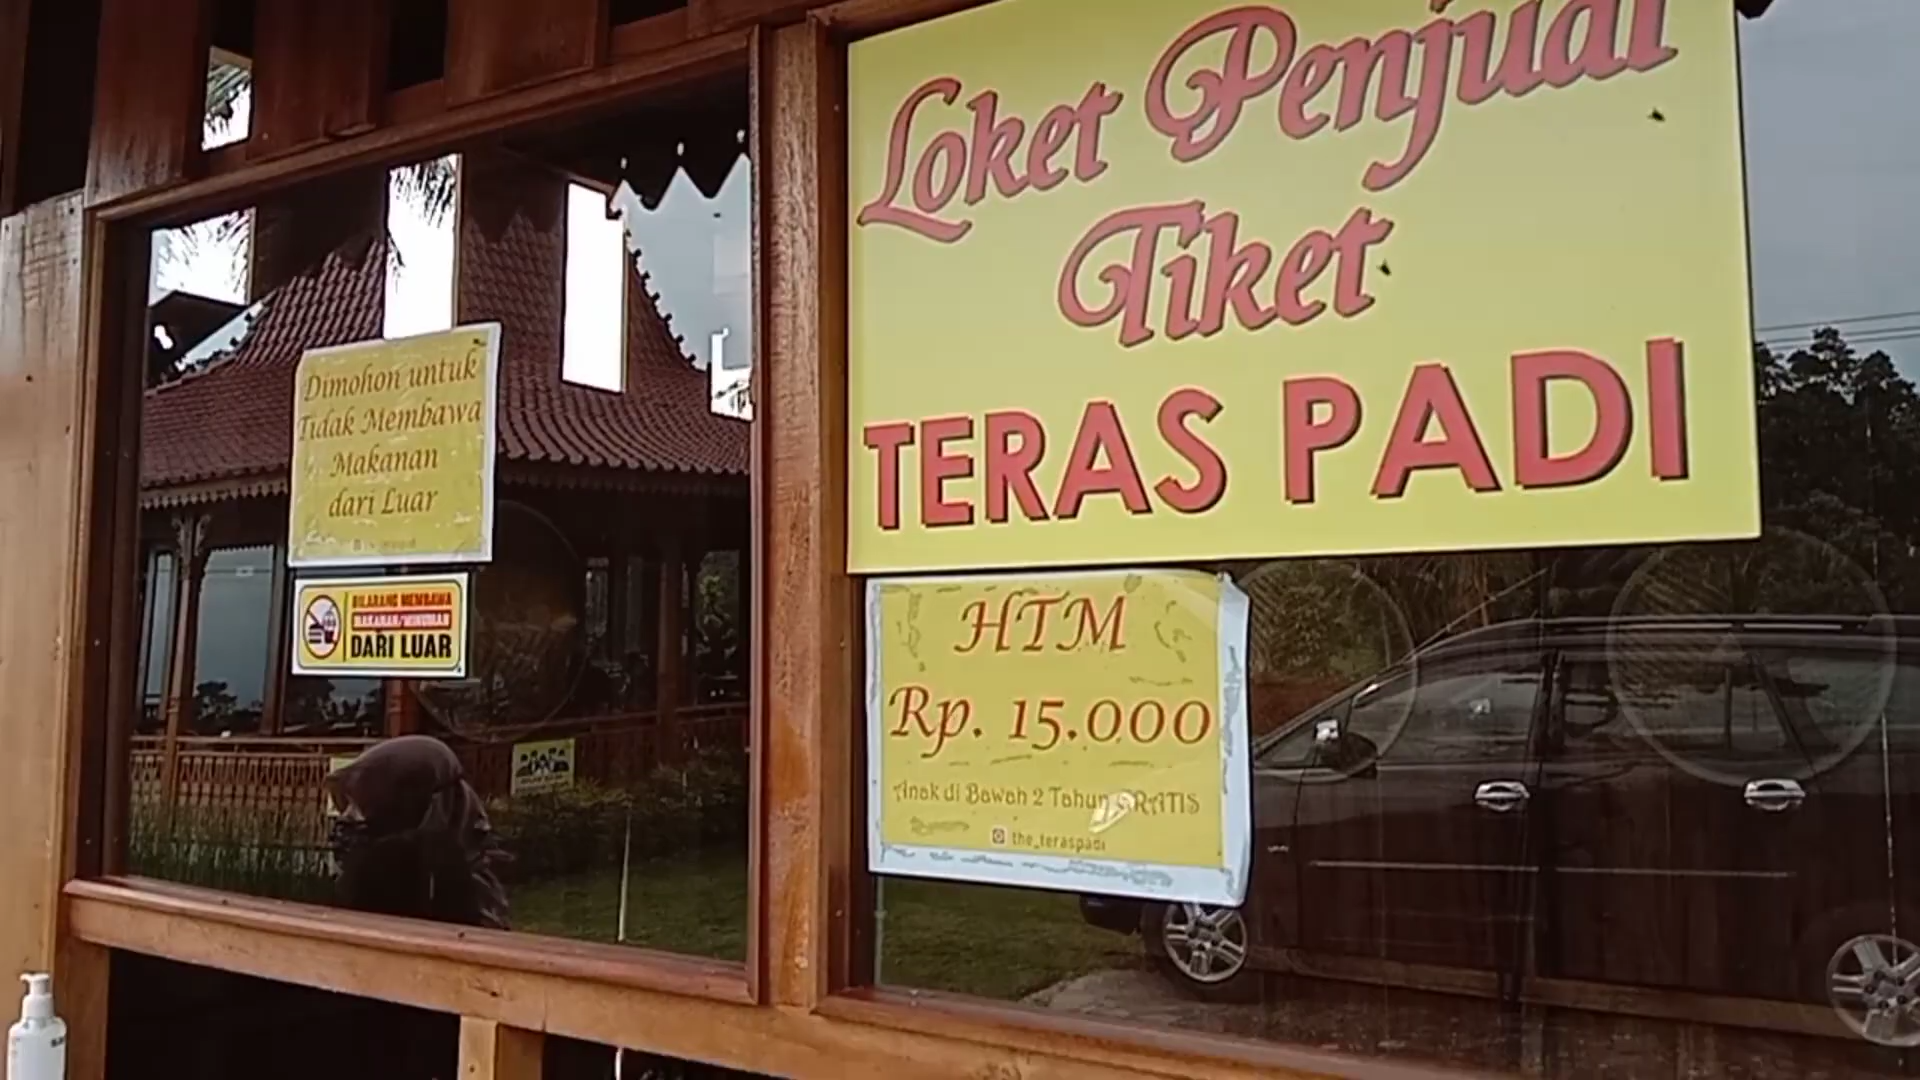 Loket Penjual
Tiket
TERAS PADI
HTM
Rp. 15.000
Anak di Bawah 2 Tahun GRATIS
the_teraspadi
Dimohon untuk
Tidak Membawa
Makanan
dari Luar
DILARANG MEMBAWA
MAKANAN/MINUMAN
DARI LUAR